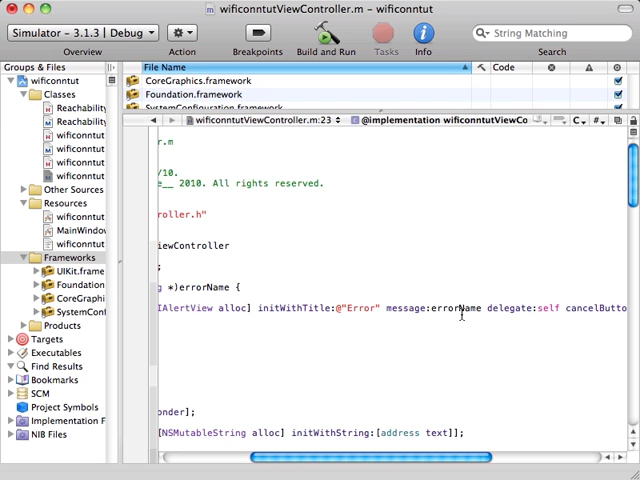 wificonntutViewController.m – wificonntut
Simulator - 3.1.3 | Debug
String Matching
Overview
Action
Breakpoints
Build and Run
Tasks
Info
Search
Groups & Files
File Name
Code
wificonntut
CoreGraphics.framework
Classes
Foundation.framework
Reachability
SystemConfiguration.framework
Reachability
wificonntutViewController.m:23
@implementation wificonntutViewCo
C
#
wificonntut
r.m
wificonntut
wificonntut
/10.
wificonntut
e__ 2010. All rights reserved.
Other Sources
Resources
roller.h"
wificonntut
MainWindow
wificonntut
iewController
Frameworks
;
UIKit.frame
Foundation
g *)errorName {
CoreGraphi
SystemConf
IAlertView alloc] initWithTitle:@"Error" message:errorName delegate:self cancelButto
Products
Targets
Executables
Find Results
Bookmarks
SCM
Project Symbols
onder];
Implementation F
NIB Files
[NSMutableString alloc] initWithString:[address text]];